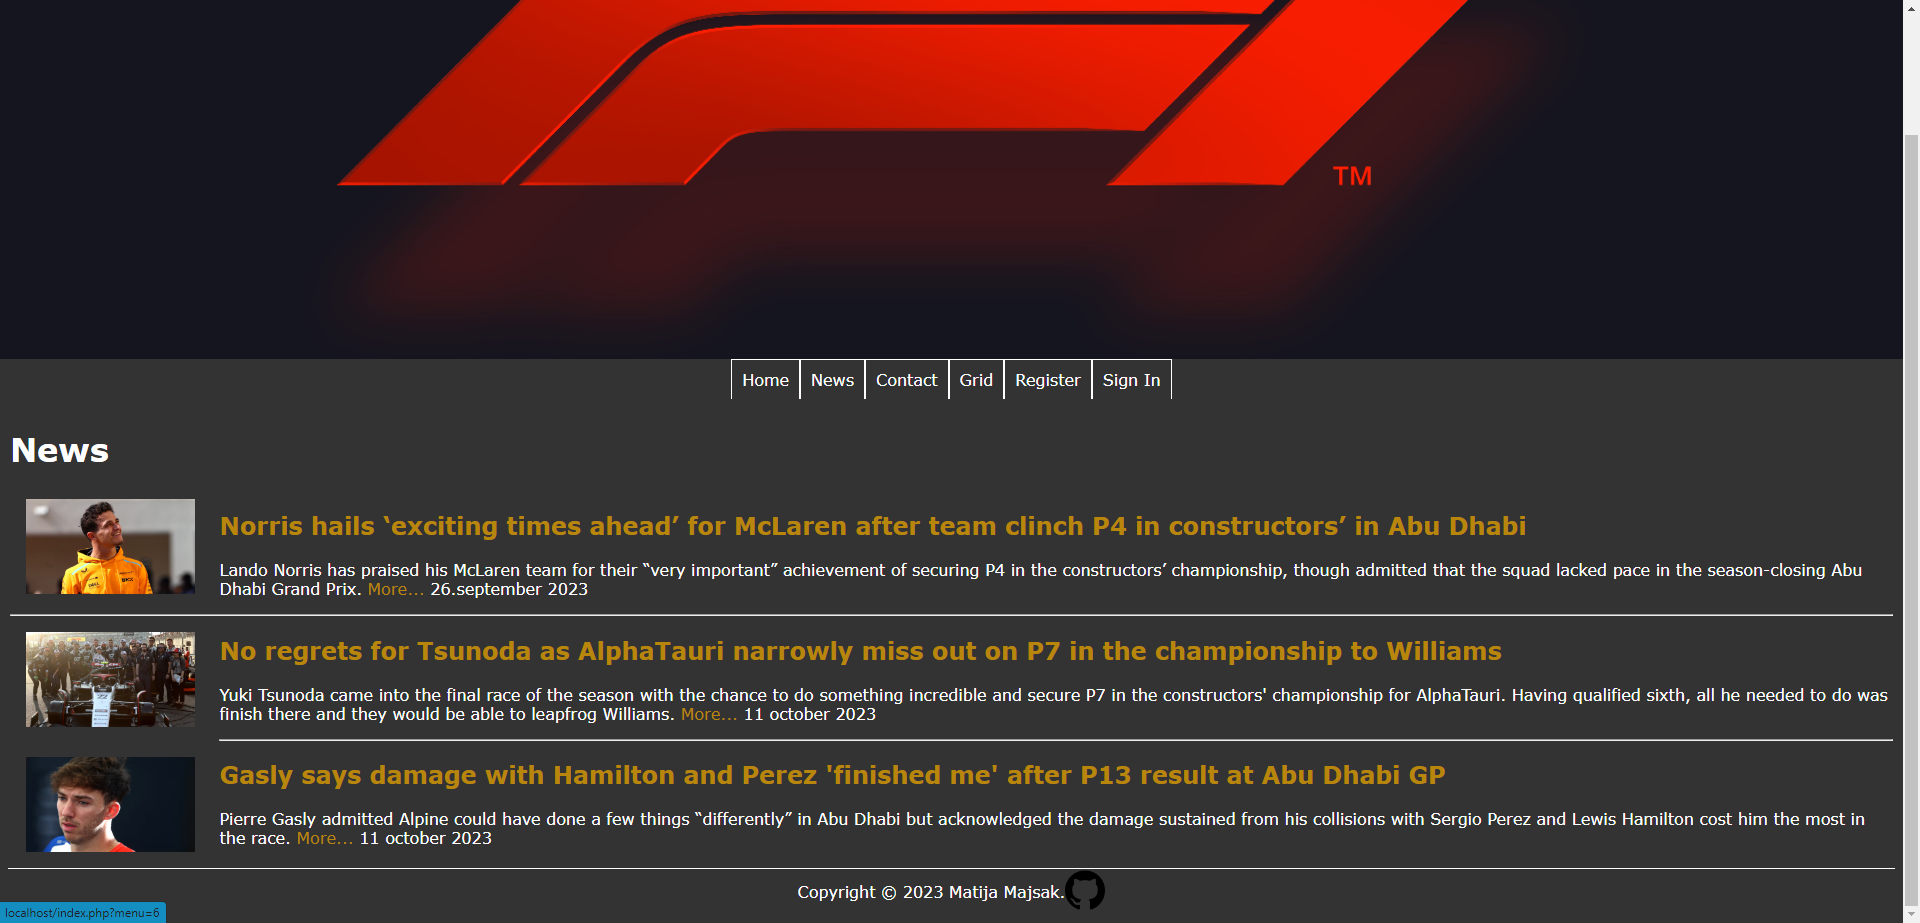 TM
Home News Contact Grid Register Sign In
News
Norris hails ‘exciting times ahead’ for McLaren after team clinch P4 in constructors’ in Abu Dhabi
Lando Norris has praised his McLaren team for their “very important” achievement of securing P4 in the constructors’ championship, though admitted that the squad lacked pace in the season-closing Abu
Dhabi Grand Prix. More... 26.september 2023
No regrets for Tsunoda as AlphaTauri narrowly miss out on P7 in the championship to Williams
Yuki Tsunoda came into the final race of the season with the chance to do something incredible and secure P7 in the constructors' championship for AlphaTauri. Having qualified sixth, all he needed to do was
finish there and they would be able to leapfrog Williams. More... 11 october 2023
Gasly says damage with Hamilton and Perez 'finished me' after P13 result at Abu Dhabi GP
Pierre Gasly admitted Alpine could have done a few things “differently” in Abu Dhabi but acknowledged the damage sustained from his collisions with Sergio Perez and Lewis Hamilton cost him the most in
the race. More... 11 october 2023
Copyright © 2023 Matija Majsak.
localhost/index.php?menu=6